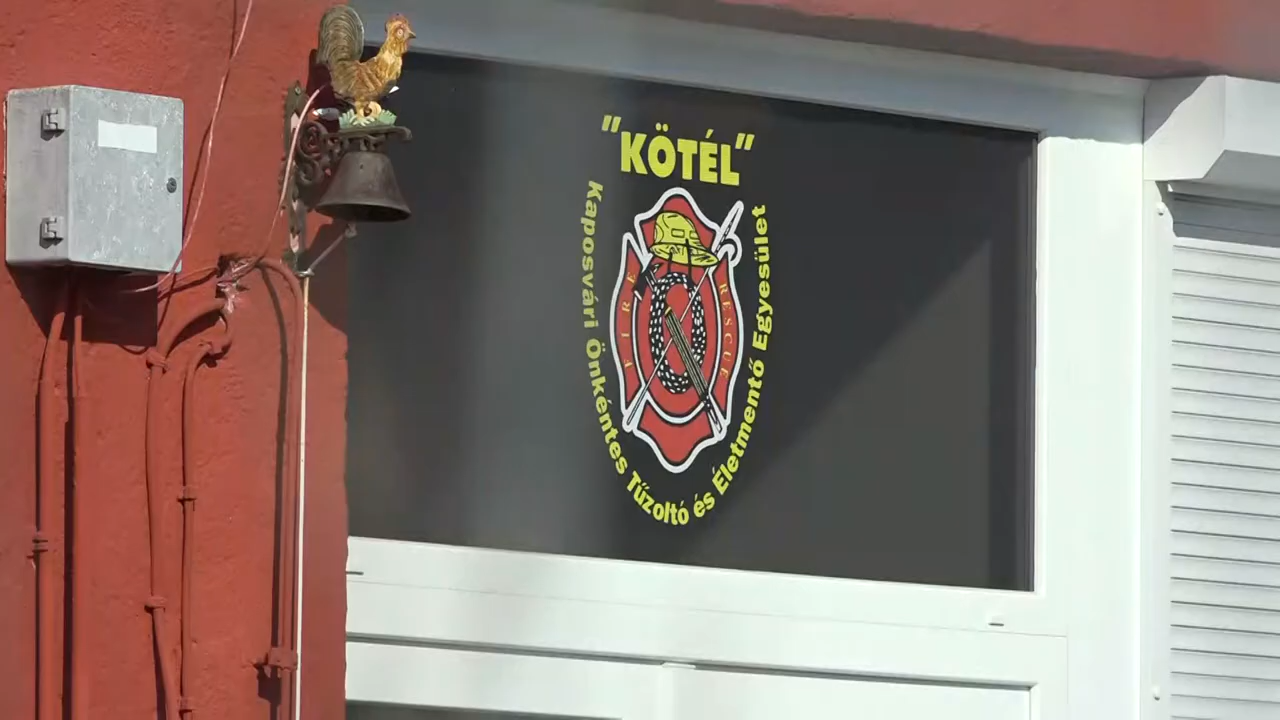 "KÖTÉL"
Kaposvári Önkéntes Tűzoltó és Életmentő Egyesület
FIRE
RESCUE